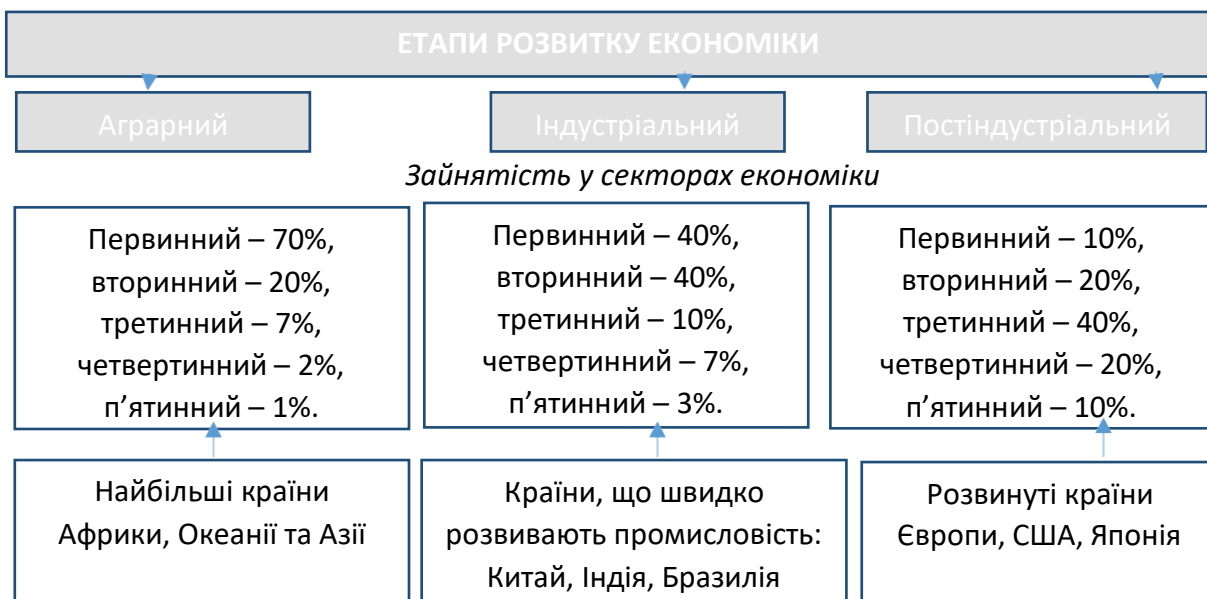 ЕТАПИ РОЗВИТКУ ЕКОНОМІКИ
Аграрний
Індустріальний
Постіндустріальний
Зайнятість у секторах економіки
Первинний – 70%,
вторинний – 20%,
третинний – 7%,
четвертинний – 2%,
п’ятинний – 1%.
Первинний – 40%,
вторинний – 40%,
третинний – 10%,
четвертинний – 7%,
п’ятинний – 3%.
Первинний – 10%,
вторинний – 20%,
третинний – 40%,
четвертинний – 20%,
п’ятинний – 10%.
Найбільші країни
Африки, Океанії та Азії
Країни, що швидко
розвивають промисловість:
Китай, Індія, Бразилія
Розвинуті країни
Європи, США, Японія